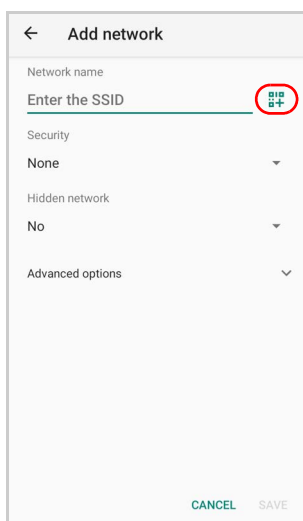 Add network
Network name
Enter the SSID
Security
None
Hidden network
No
Advanced options
CANCEL SAVE